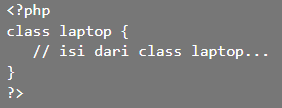 <?php
class laptop {
   // isi dari class laptop...
}
?>